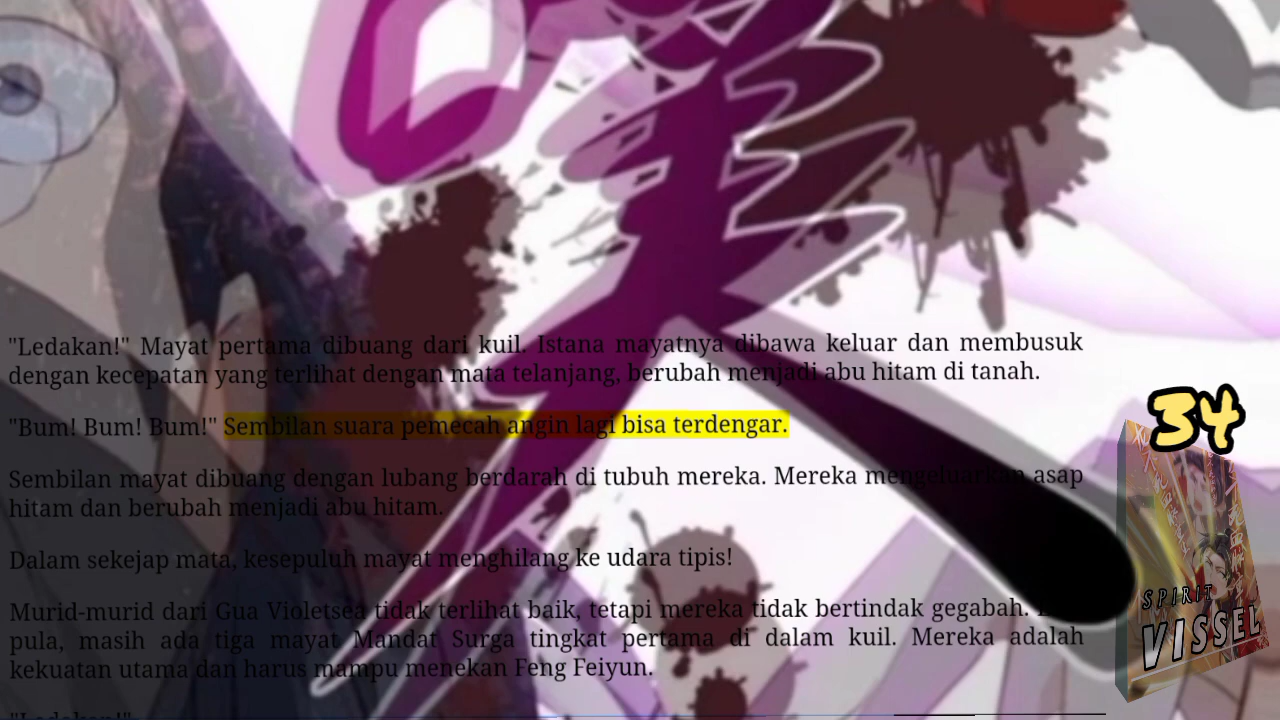 "Ledakan!" Mayat pertama dibuang dari kuil. Istana mayatnya dibawa keluar dan membusuk
dengan kecepatan yang terlihat dengan mata telanjang, berubah menjadi abu hitam di tanah.
"Bum! Bum! Bum!" Sembilan suara pemecah angin lagi bisa terdengar.
Sembilan mayat dibuang dengan lubang berdarah di tubuh mereka. Mereka mengeluarkan asap
hitam dan berubah menjadi abu hitam.
Dalam sekejap mata, kesepuluh mayat menghilang ke udara tipis!
Murid-murid dari Gua Violetsea tidak terlihat baik, tetapi mereka tidak bertindak gegabah.
pula, masih ada tiga mayat Mandat Surga tingkat pertama di dalam kuil. Mereka adalah
kekuatan utama dan harus mampu menekan Feng Feiyun.
34
SPIRIT
VISSEL